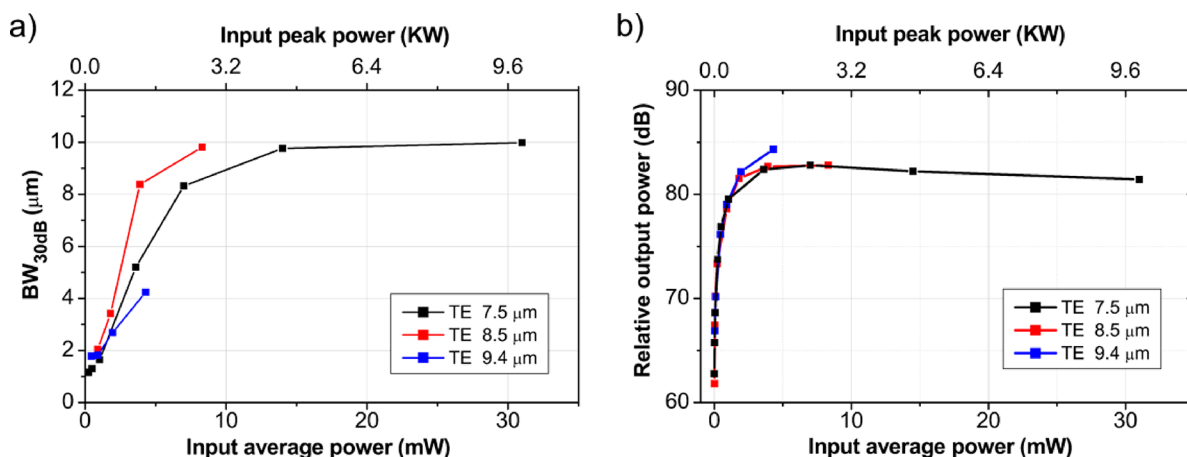 a)
Input peak power (KW)
0.0 3.2 6.4 9.6
12
10
8
6
4
2
0
BW30dB (μm)
TE 7.5 μm
TE 8.5 μm
TE 9.4 μm
0 10 20 30
Input average power (mW)
b)
Input peak power (KW)
0.0 3.2 6.4 9.6
90
80
70
60
Relative output power (dB)
TE 7.5 μm
TE 8.5 μm
TE 9.4 μm
0 10 20 30
Input average power (mW)